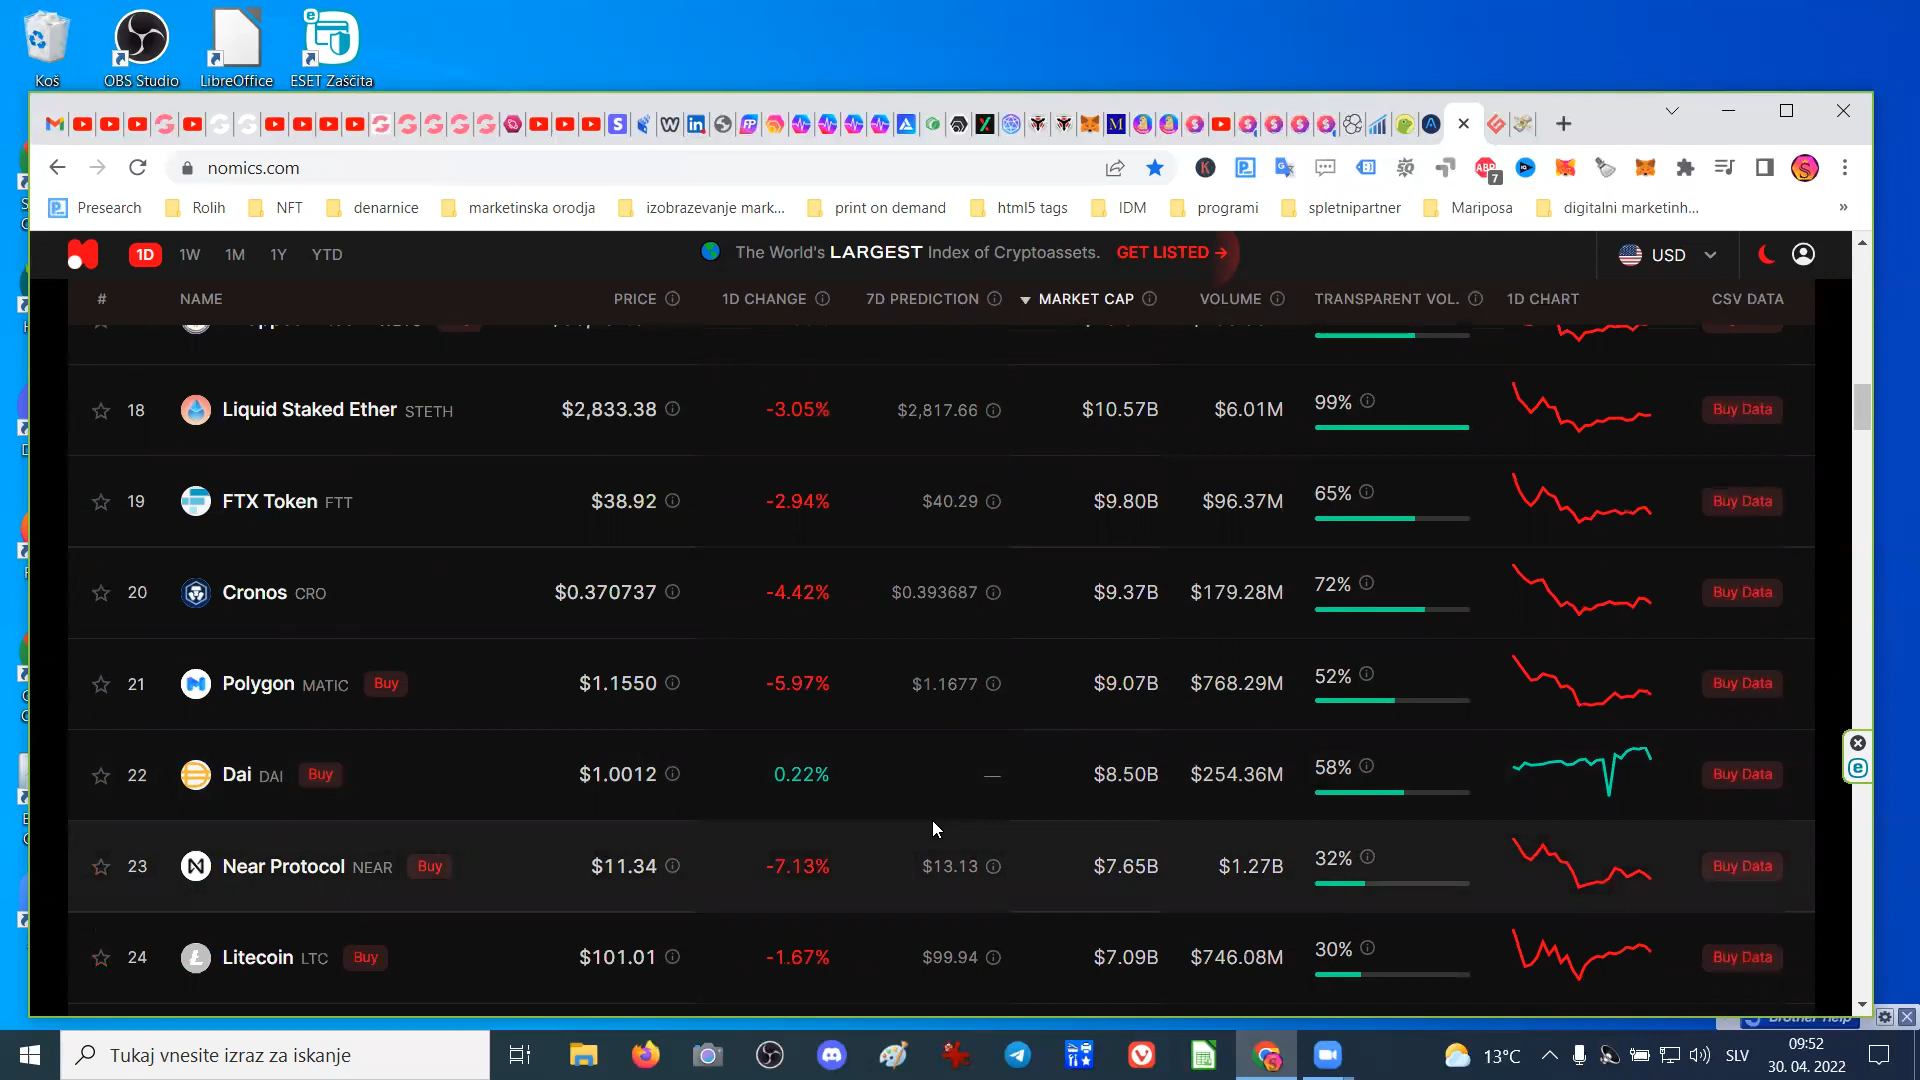 Koš
OBS Studio
LibreOffice
ESET Zaščita
nomics.com
7
Presearch
Rolih
NFT
denarnice
marketinska orodja
izobrazevanje mark...
print on demand
html5 tags
IDM
programi
spletnipartner
Mariposa
digitalni marketinh...
»
1D 1W 1M 1Y YTD
The World's LARGEST Index of Cryptoassets. GET LISTED →
USD
# NAME PRICE 1D CHANGE 7D PREDICTION MARKET CAP VOLUME TRANSPARENT VOL. 1D CHART CSV DATA
18 Liquid Staked Ether STETH $2,833.38 -3.05% $2,817.66 $10.57B $6.01M 99% Buy Data
19 FTX Token FTT $38.92 -2.94% $40.29 $9.80B $96.37M 65% Buy Data
20 Cronos CRO $0.370737 -4.42% $0.393687 $9.37B $179.28M 72% Buy Data
21 Polygon MATIC Buy $1.1550 -5.97% $1.1677 $9.07B $768.29M 52% Buy Data
22 Dai DAI Buy $1.0012 0.22% — $8.50B $254.36M 58% Buy Data
23 Near Protocol NEAR Buy $11.34 -7.13% $13.13 $7.65B $1.27B 32% Buy Data
24 Litecoin LTC Buy $101.01 -1.67% $99.94 $7.09B $746.08M 30% Buy Data
Tukaj vnesite izraz za iskanje
13°C
SLV
09:52
30. 04. 2022